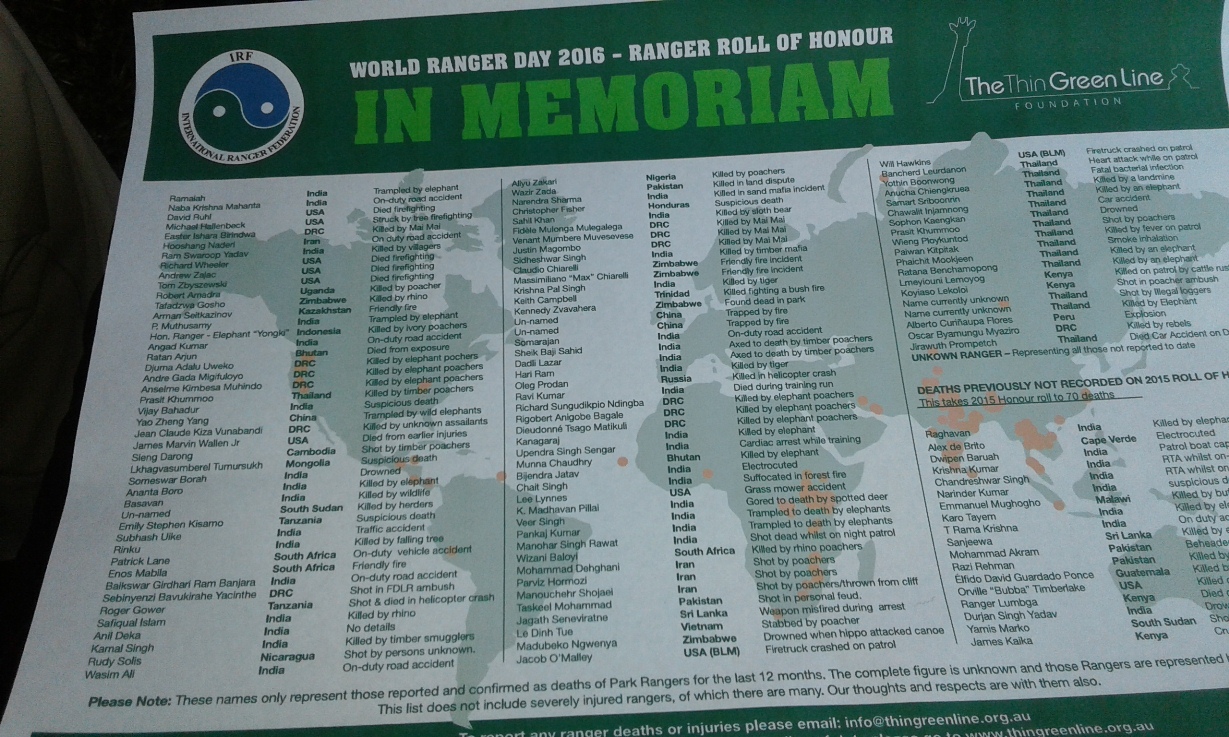 IRF
INTERNATIONAL RANGER FEDERATION
WORLD RANGER DAY 2016 - RANGER ROLL OF HONOUR
IN MEMORIAM
The Thin Green Line
FOUNDATION
Ramaiah
Naba Krishna Mahanta
David Ruhl
Michael Hallenbeck
Easter Ishara Birindwa
Hooshang Naderi
Ram Swaroop Yadav
Richard Wheeler
Andrew Zajac
Tom Zbyszewski
Robert Amadra
Tafadzwa Gosho
Arman Seitkazinov
P. Muthusamy
Hon. Ranger - Elephant "Yongki"
Angad Kumar
Ratan Arjun
Djuma Adalu Uweko
Andre Gada Migifuloyo
Anselme Kimbesa Muhindo
Prasit Khummoo
Vijay Bahadur
Yao Zheng Yang
Jean Claude Kiza Vunabandi
James Marvin Wallen Jr
Sieng Darong
Lkhagvasumberel Tumursukh
Someswar Borah
Ananta Boro
Basavan
Un-named
Emily Stephen Kisamo
Subhash Uike
Rinku
Patrick Lane
Enos Mabila
Balkswar Girdhari Ram Banjara
Sebinyenzi Bavukirahe Yacinthe
Roger Gower
Safiqual Islam
Anil Deka
Kamal Singh
Rudy Solis
Wasim Ali
India
India
USA
USA
DRC
Iran
India
USA
USA
USA
Uganda
Zimbabwe
Kazakhstan
India
Indonesia
India
Bhutan
DRC
DRC
DRC
Thailand
India
China
DRC
USA
Cambodia
Mongolia
India
India
India
South Sudan
Tanzania
India
India
South Africa
South Africa
India
DRC
Tanzania
India
India
India
Nicaragua
India
Trampled by elephant
On-duty road accident
Died firefighting
Struck by tree firefighting
Killed by Mai Mai
On duty road accident
Killed by villagers
Died firefighting
Died firefighting
Died firefighting
Killed by poacher
Killed by rhino
Friendly fire
Trampled by elephant
Killed by ivory poachers
On-duty road accident
Died from exposure
Killed by elephant pochers
Killed by elephant poachers
Killed by elephant poachers
Killed by timber poachers
Suspicious death
Trampled by wild elephants
Killed by unknown assailants
Died from earlier injuries
Shot by timber poachers
Suspicious death
Drowned
Killed by elephant
Killed by wildlife
Killed by herders
Suspicious death
Traffic accident
Killed by falling tree
On-duty vehicle accident
Friendly fire
On-duty road accident
Shot in FDLR ambush
Shot & died in helicopter crash
Killed by rhino
No details
Killed by timber smugglers
Shot by persons unknown.
On-duty road accident
Aliyu Zakari
Wazir Zada
Narendra Sharma
Christopher Fisher
Sahil Khan
Fidèle Mulonga Mulegalega
Venant Mumbere Muvesevese
Justin Magombo
Sidheshwar Singh
Claudio Chiarelli
Massimiliano "Max" Chiarelli
Krishna Pal Singh
Keith Campbell
Kennedy Zvavahera
Un-named
Un-named
Somarajan
Sheik Baji Sahid
Dadli Lazar
Hari Ram
Oleg Prodan
Ravi Kumar
Richard Sungudikpio Ndingba
Rigobert Anigobe Bagale
Dieudonné Tsago Matikuli
Kanagaraj
Upendra Singh Sengar
Munna Chaudhry
Bijendra Jatav
Chait Singh
Lee Lynnes
K. Madhavan Pillai
Veer Singh
Pankaj Kumar
Manohar Singh Rawat
Wizani Baloyi
Mohammad Dehghani
Parviz Hormozi
Manouchehr Shojaei
Taskeel Mohammad
Jagath Seneviratne
Le Dinh Tue
Madubeko Ngwenya
Jacob O'Malley
Nigeria
Pakistan
India
Honduras
India
DRC
DRC
DRC
India
Zimbabwe
Zimbabwe
India
Trinidad
Zimbabwe
China
China
India
India
India
India
Russia
India
DRC
DRC
DRC
India
India
Bhutan
India
India
USA
India
India
India
India
South Africa
Iran
Iran
Iran
Pakistan
Sri Lanka
Vietnam
Zimbabwe
USA (BLM)
Killed by poachers
Killed in land dispute
Killed in sand mafia incident
Suspicious death
Killed by sloth bear
Killed by Mai Mai
Killed by Mai Mai
Killed by Mai Mai
Killed by timber mafia
Friendly fire incident
Friendly fire incident
Killed by tiger
Killed fighting a bush fire
Found dead in park
Trapped by fire
Trapped by fire
On-duty road accident
Axed to death by timber poachers
Axed to death by timber poachers
Killed by tiger
Killed in helicopter crash
Died during training run
Killed by elephant poachers
Killed by elephant poachers
Killed by elephant poachers
Killed by elephant
Cardiac arrest while training
Killed by elephant
Electrocuted
Suffocated in forest fire
Grass mower accident
Gored to death by spotted deer
Trampled to death by elephants
Trampled to death by elephants
Shot dead whilst on night patrol
Killed by rhino poachers
Shot by poachers
Shot by poachers
Shot by poachers/thrown from cliff
Shot in personal feud.
Weapon misfired during arrest
Stabbed by poacher
Drowned when hippo attacked canoe
Firetruck crashed on patrol
Will Hawkins
Bancherd Leurdanon
Yothin Boonwong
Anucha Chiengkruea
Samart Sriboonrin
Chawalit Injamnong
Sophon Kaengkan
Prasit Khummoo
Wieng Porykuntod
Paiwan Kitpitak
Phaichit Mookjeen
Ratana Benchamopong
Lmeyiouni Lemoyog
Koyiaso Lekoloi
Name currently unknown
Name currently unknown
Alberto Curiñaupa Flores
Oscar Byamungu Myaziro
Jirawuth Prompetch
USA (BLM)
Thailand
Thailand
Thailand
Thailand
Thailand
Thailand
Thailand
Thailand
Thailand
Thailand
Thailand
Kenya
Kenya
Thailand
Thailand
Peru
DRC
Thailand
Firetruck crashed on patrol
Heart attack while on patrol
Fatal bacterial infection
Killed by a landmine
Killed by an elephant
Car accident
Drowned
Shot by poachers
Killed by fever on patrol
Smoke inhalation
Killed by an elephant
Killed by an elephant
Killed on patrol by cattle rus
Shot in poacher ambush
Shot by Illegal loggers
Killed by Elephant
Explosion
Killed by rebels
Died Car Accident on D
UNKOWN RANGER – Representing all those not reported to date
DEATHS PREVIOUSLY NOT RECORDED ON 2015 ROLL OF H
This takes 2015 Honour roll to 70 deaths
Raghavan
Alex de Brito
Dwipen Baruah
Krishna Kumar
Chandreshwar Singh
Narinder Kumar
Emmanuel Mughogho
Karo Tayem
T Rama Krishna
Sanjeewa
Mohammad Akram
Razi Rehman
Elfido David Guardado Ponce
Orville "Bubba" Timberlake
Ranger Lumbga
Durjan Singh Yadav
Yamis Marko
James Kaika
India
Cape Verde
India
India
India
India
Malawi
India
India
Sri Lanka
Pakistan
Pakistan
Guatemala
USA
Kenya
India
South Sudan
Kenya
Killed by elepha
Electrocuted
Patrol boat cap
RTA whilst on
RTA whilst on
suspicious d
Killed by b
Killed by el
On duty
Killed by
Beheade
Killed b
Killed b
Died
Drow
Killed
Sho
Please Note: These names only represent those reported and confirmed as deaths of Park Rangers for the last 12 months. The complete figure is unknown and those Rangers are represented
This list does not include severely injured rangers, of which there are many. Our thoughts and respects are with them also.
To report any ranger deaths or injuries please email: info@thingreenline.org.au
go to www.thingreenline.org.au